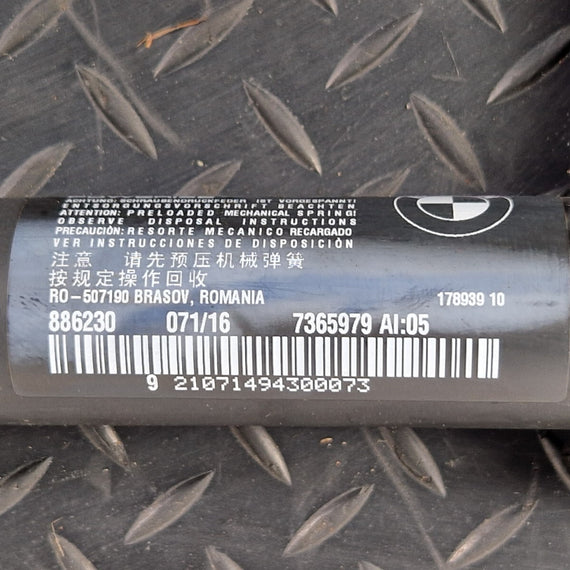 ACHTUNG: SCHRAUBENDRUCKFEDER IST VORGESPANNT!
ENTSORGUNGSVORSCHRIFT BEACHTEN
ATTENTION: PRELOADED MECHANICAL SPRING!
OBSERVE DISPOSAL INSTRUCTIONS
PRECAUCIÓN: RESORTE MECANICO RECARGADO
VER INSTRUCCIONES DE DISPOSICIÓN
注意 请先预压机械弹簧
按规定操作回收
RO-507190 BRASOV, ROMANIA 178939 10
886230 071/16 7365979 AI:05
9 21071494300073